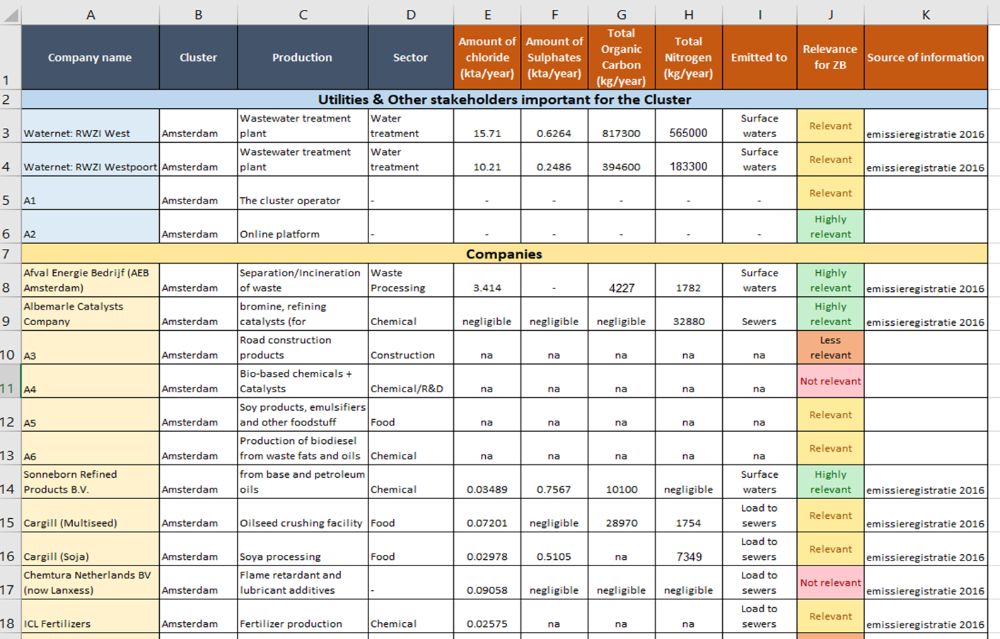 A B C D E F G H I J K
1 Company name Cluster Production Sector Amount of chloride (kta/year) Amount of Sulphates (kta/year) Total Organic Carbon (kg/year) Total Nitrogen (kg/year) Emitted to Relevance for ZB Source of information
2 Utilities & Other stakeholders important for the Cluster
3 Waternet: RWZI West Amsterdam Wastewater treatment plant Water treatment 15.71 0.6264 817300 565000 Surface waters Relevant emissieregistratie 2016
4 Waternet: RWZI Westpoort Amsterdam Wastewater treatment plant Water treatment 10.21 0.2486 394600 183300 Surface waters Relevant emissieregistratie 2016
5 A1 Amsterdam The cluster operator - - - - - - Relevant
6 A2 Amsterdam Online platform - - - - - - Highly relevant
7 Companies
8 Afval Energie Bedrijf (AEB Amsterdam) Amsterdam Separation/Incineration of waste Waste Processing 3.414 - 4227 1782 Surface waters Highly relevant emissieregistratie 2016
9 Albemarle Catalysts Company Amsterdam bromine, refining catalysts (for Chemical negligible negligible negligible 32880 Sewers Highly relevant emissieregistratie 2016
10 A3 Amsterdam Road construction products Construction na na na na na Less relevant
11 A4 Amsterdam Bio-based chemicals + Catalysts Chemical/R&D na na na na na Not relevant
12 A5 Amsterdam Soy products, emulsifiers and other foodstuff Food na na na na na Relevant
13 A6 Amsterdam Production of biodiesel from waste fats and oils Chemical na na na na na Relevant
14 Sonneborn Refined Products B.V. Amsterdam from base and petroleum oils Chemical 0.03489 0.7567 10100 negligible Surface waters Highly relevant emissieregistratie 2016
15 Cargill (Multiseed) Amsterdam Oilseed crushing facility Food 0.07201 negligible 28970 1754 Load to sewers Relevant emissieregistratie 2016
16 Cargill (Soja) Amsterdam Soya processing Food 0.02978 0.5105 na 7349 Load to sewers Relevant emissieregistratie 2016
17 Chemtura Netherlands BV (now Lanxess) Amsterdam Flame retardant and lubricant additives - 0.09058 negligible negligible negligible Load to sewers Not relevant emissieregistratie 2016
18 ICL Fertilizers Amsterdam Fertilizer production Chemical 0.02575 na na na Load to sewers Relevant emissieregistratie 2016